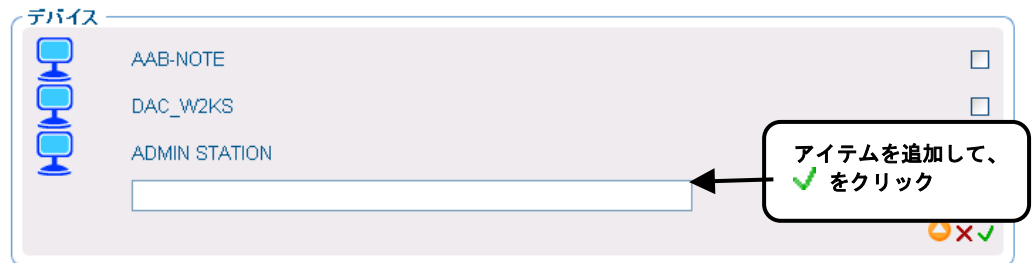 デバイス
AAB-NOTE
DAC_W2KS
ADMIN STATION
アイテムを追加して、
✓ をクリック